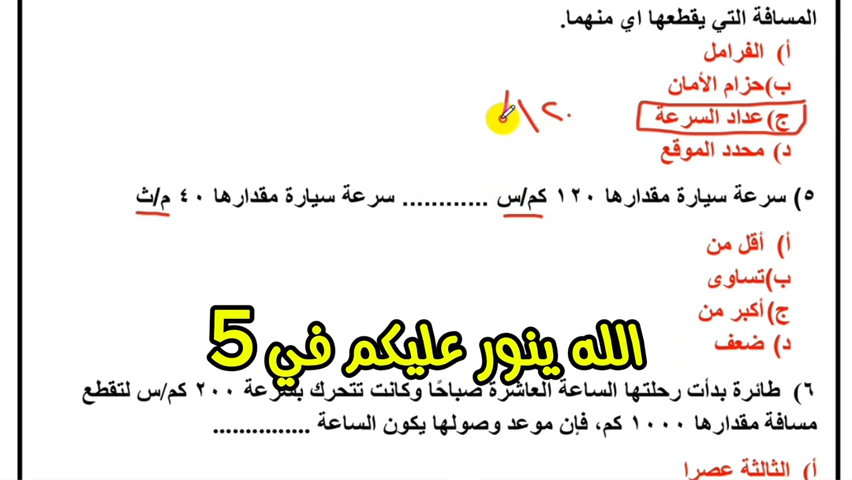 المسافة التي يقطعها اي منهما.
أ) الفرامل
ب)حزام الأمان
ج)عداد السرعة
١٢٠
د) محدد الموقع
٥) سرعة سيارة مقدارها ١٢٠ كم/س ............ سرعة سيارة مقدارها ٤٠ م/ث
أ) أقل من
ب)تساوى
ج)أكبر من
د) ضعف
الله ينور عليكم في 5
٦) طائرة بدأت رحلتها الساعة العاشرة صباحًا وكانت تتحرك بسرعة ٢٠٠ كم/س لتقطع
مسافة مقدارها ١٠٠٠ كم، فإن موعد وصولها يكون الساعة ...............
أ) الثالثة عصرا